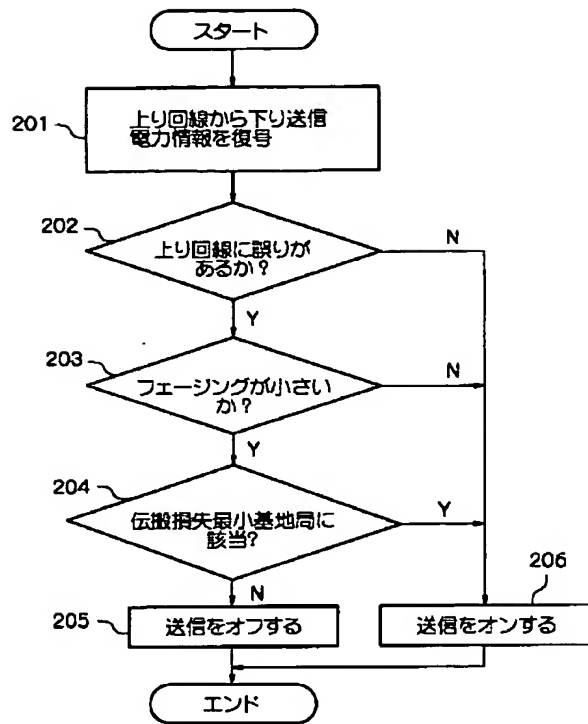 スタート
201
上り回線から下り送信
電力情報を復号
202
上り回線に誤りが
あるか?
N
Y
203
フェージングが小さい
か?
N
Y
204
伝搬損失最小基地局に
該当?
Y
N
205
送信をオフする
206
送信をオンする
エンド